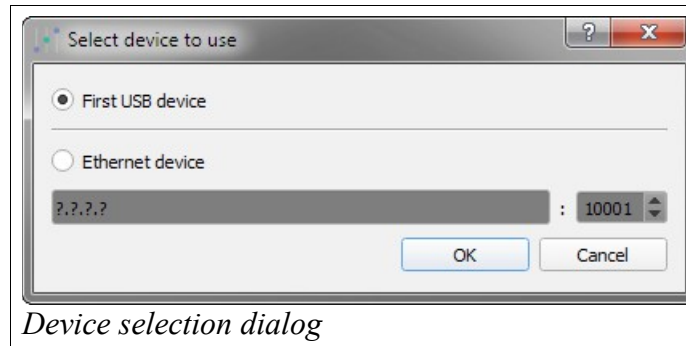 Select device to use
First USB device
Ethernet device
?.?.?.? : 10001
OK Cancel
Device selection dialog